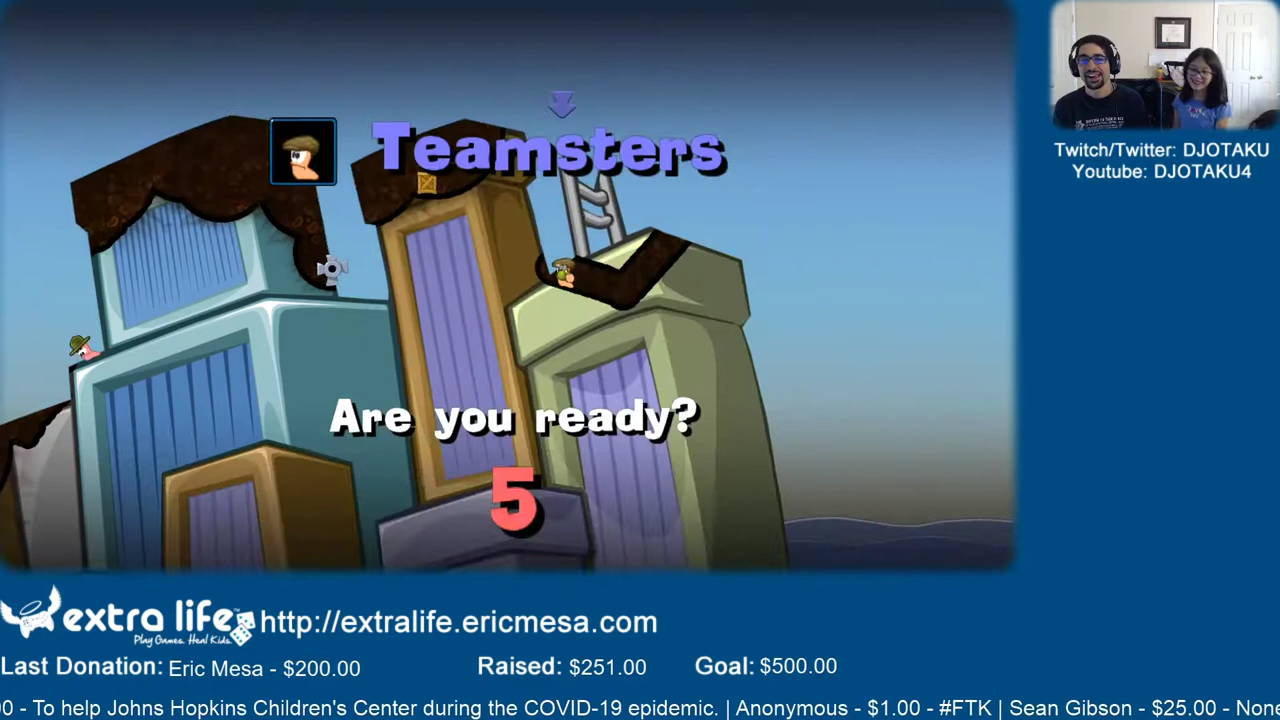 Teamsters
Are you ready?
5
Twitch/Twitter: DJOTAKU
Youtube: DJOTAKU4
extra life
Play Games. Heal Kids.
http://extralife.ericmesa.com
Last Donation: Eric Mesa - $200.00
Raised: $251.00
Goal: $500.00
00 - To help Johns Hopkins Children's Center during the COVID-19 epidemic. | Anonymous - $1.00 - #FTK | Sean Gibson - $25.00 - None